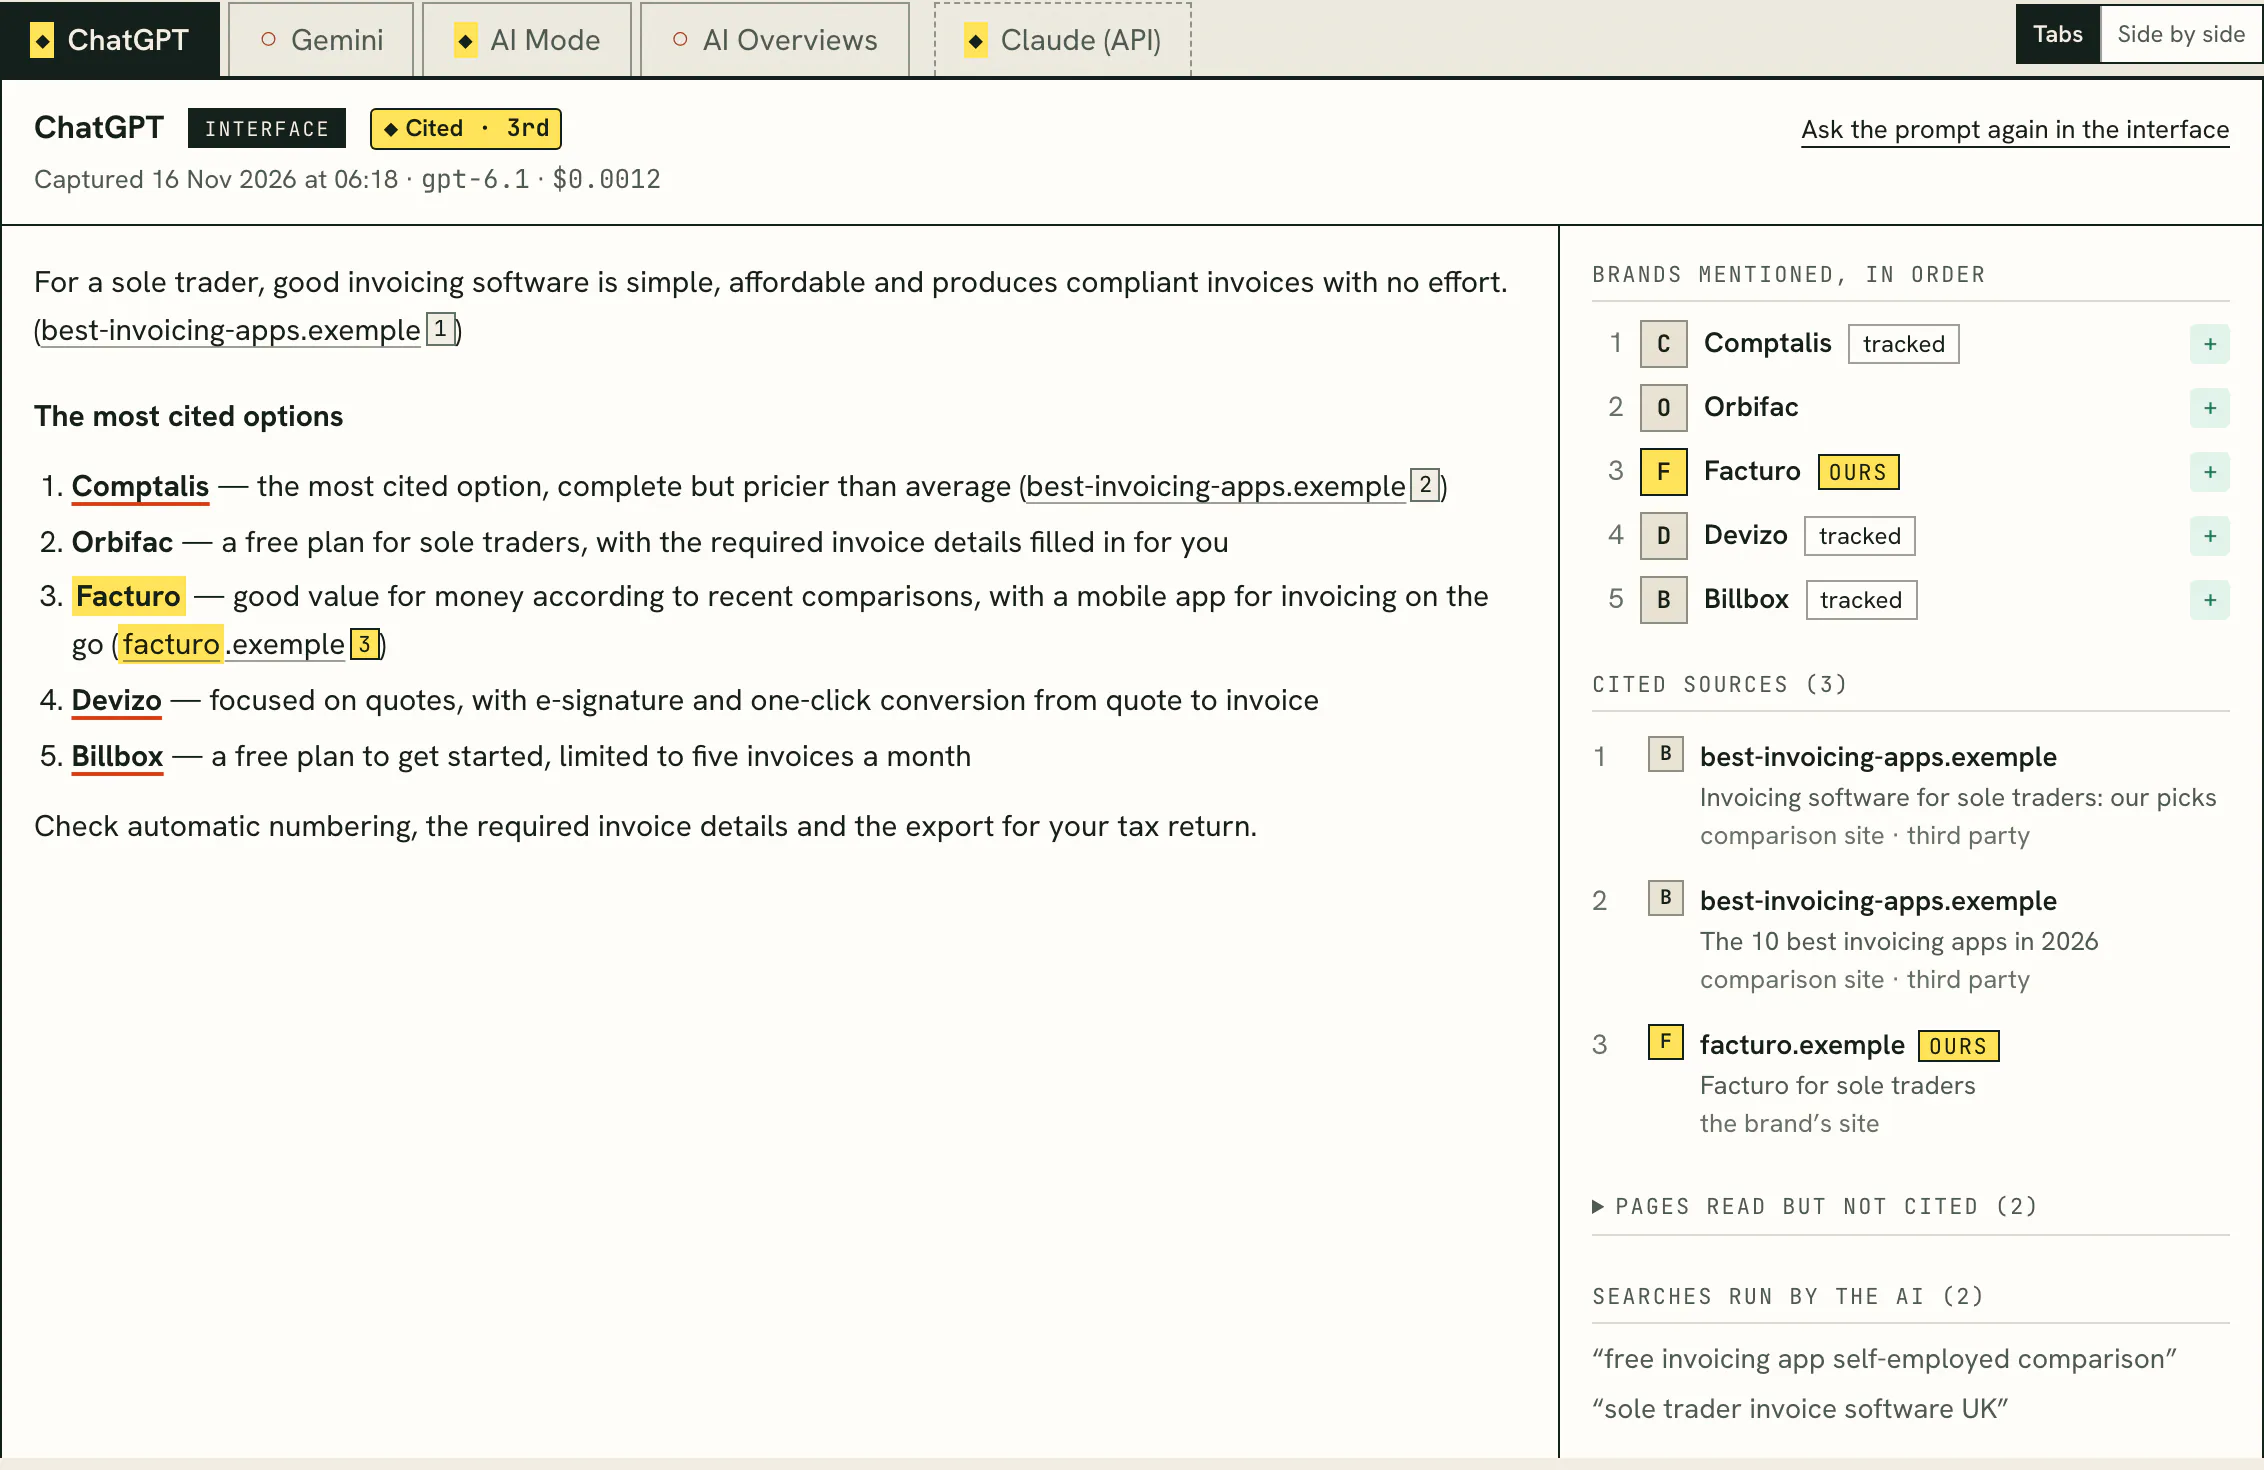 ◆ ChatGPT
○ Gemini
◆ AI Mode
○ AI Overviews
◆ Claude (API)
Tabs
Side by side
ChatGPT INTERFACE ◆ Cited · 3rd
Ask the prompt again in the interface
Captured 16 Nov 2026 at 06:18 · gpt-6.1 · $0.0012
For a sole trader, good invoicing software is simple, affordable and produces compliant invoices with no effort.
(best-invoicing-apps.exemple 1)
The most cited options
1. Comptalis — the most cited option, complete but pricier than average (best-invoicing-apps.exemple 2)
2. Orbifac — a free plan for sole traders, with the required invoice details filled in for you
3. Facturo — good value for money according to recent comparisons, with a mobile app for invoicing on the
go (facturo.exemple 3)
4. Devizo — focused on quotes, with e-signature and one-click conversion from quote to invoice
5. Billbox — a free plan to get started, limited to five invoices a month
Check automatic numbering, the required invoice details and the export for your tax return.
BRANDS MENTIONED, IN ORDER
1 C Comptalis tracked +
2 O Orbifac +
3 F Facturo OURS +
4 D Devizo tracked +
5 B Billbox tracked +
CITED SOURCES (3)
1 B best-invoicing-apps.exemple
Invoicing software for sole traders: our picks
comparison site · third party
2 B best-invoicing-apps.exemple
The 10 best invoicing apps in 2026
comparison site · third party
3 F facturo.exemple OURS
Facturo for sole traders
the brand’s site
▶ PAGES READ BUT NOT CITED (2)
SEARCHES RUN BY THE AI (2)
“free invoicing app self-employed comparison”
“sole trader invoice software UK”